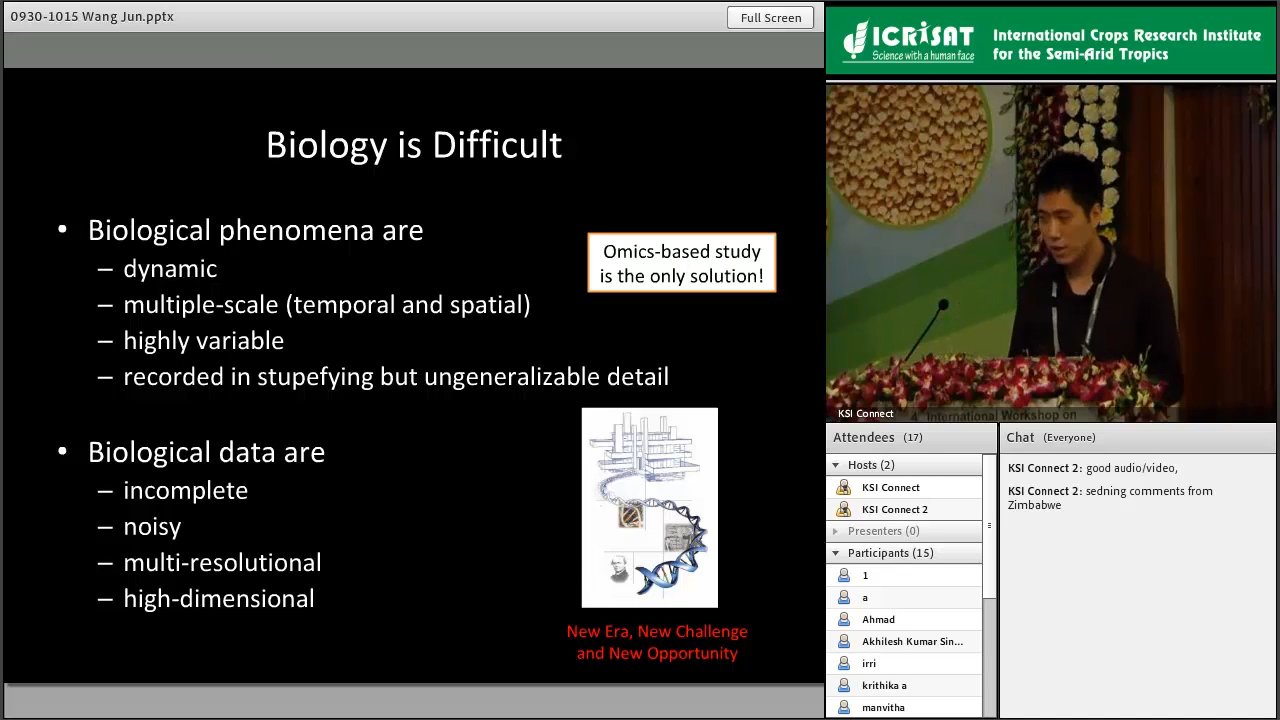 0930-1015 Wang Jun.pptx
Full Screen
Biology is Difficult
• Biological phenomena are
– dynamic
– multiple-scale (temporal and spatial)
– highly variable
– recorded in stupefying but ungeneralizable detail
Omics-based study
is the only solution!
• Biological data are
– incomplete
– noisy
– multi-resolutional
– high-dimensional
New Era, New Challenge
and New Opportunity
ICRISAT
Science with a human face
International Crops Research Institute
for the Semi-Arid Tropics
KSI Connect
International Workshop on
Attendees (17)
Hosts (2)
KSI Connect
KSI Connect 2
Presenters (0)
Participants (15)
1
a
Ahmad
Akhilesh Kumar Sin...
irri
krithika a
manvitha
Chat (Everyone)
KSI Connect 2: good audio/video,
KSI Connect 2: sedning comments from
Zimbabwe